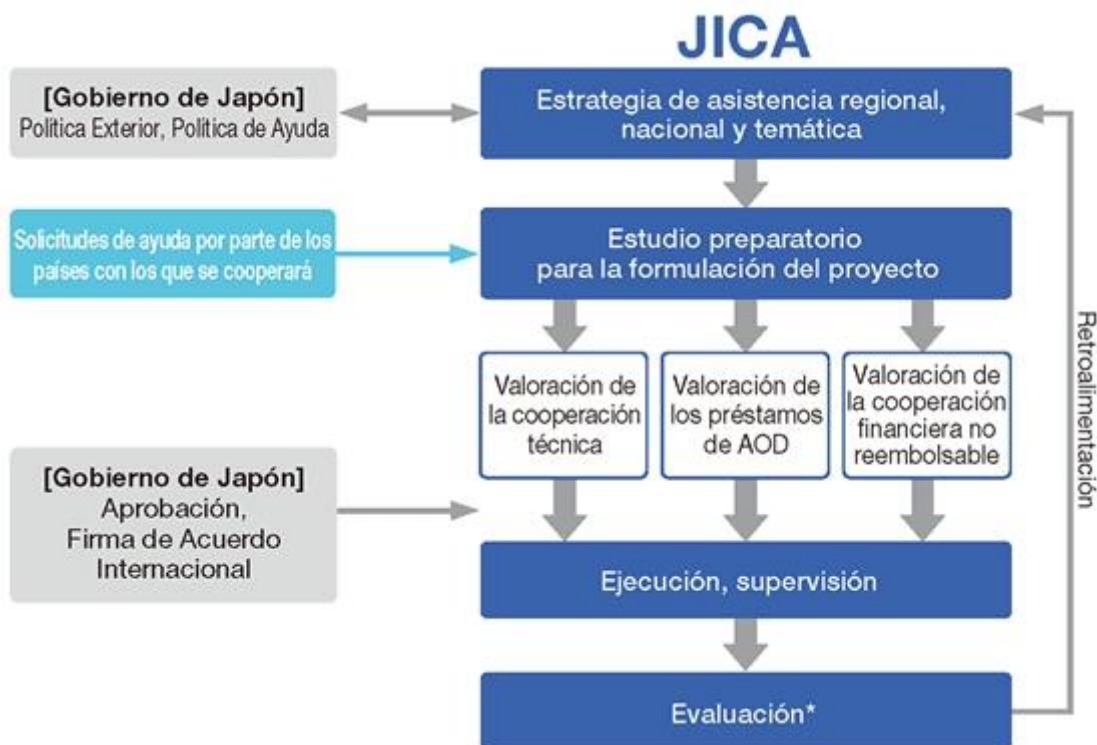 JICA
[Gobierno de Japón]
Política Exterior, Política de Ayuda
Estrategia de asistencia regional,
nacional y temática
Solicitudes de ayuda por parte de los
países con los que se cooperará
Estudio preparatorio
para la formulación del proyecto
Valoración de
la cooperación
técnica
Valoración de
los préstamos
de AOD
Valoración de
la cooperación
financiera no
reembolsable
[Gobierno de Japón]
Aprobación,
Firma de Acuerdo
Internacional
Ejecución, supervisión
Evaluación*
Retroalimentación